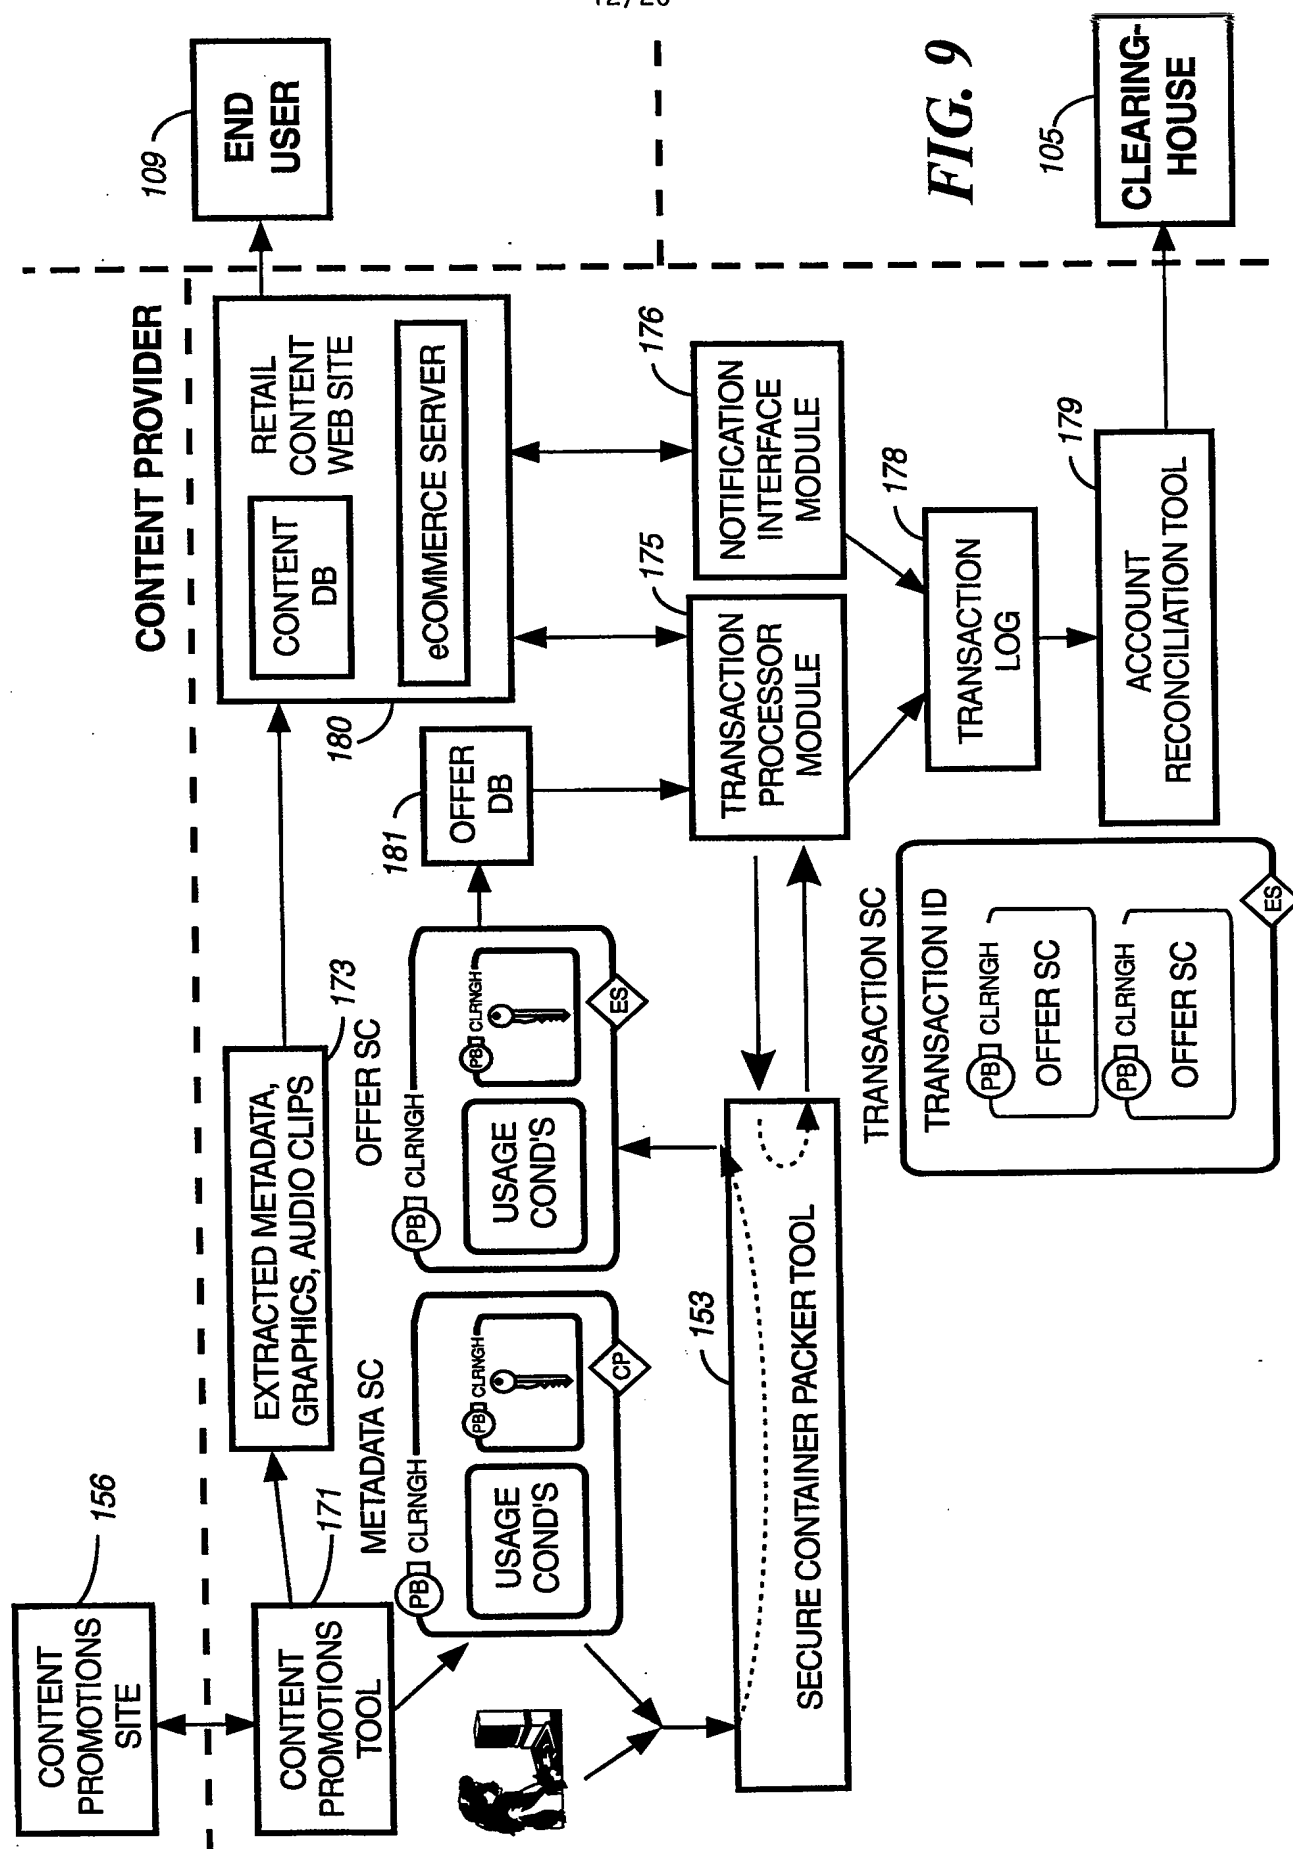 12/26
CONTENT
PROMOTIONS
SITE
156
CONTENT PROVIDER
109
END
USER
CONTENT
PROMOTIONS
TOOL
171
EXTRACTED METADATA,
GRAPHICS, AUDIO CLIPS
173
RETAIL
CONTENT
WEB SITE
CONTENT
DB
eCOMMERCE SERVER
180
METADATA SC
PB CLRNGH
USAGE
COND'S
PB CLRNGH
CP
OFFER SC
PB CLRNGH
USAGE
COND'S
PB CLRNGH
ES
181
OFFER
DB
153
SECURE CONTAINER PACKER TOOL
175
TRANSACTION
PROCESSOR
MODULE
176
NOTIFICATION
INTERFACE
MODULE
178
TRANSACTION
LOG
179
ACCOUNT
RECONCILIATION TOOL
TRANSACTION SC
TRANSACTION ID
PB CLRNGH
OFFER SC
PB CLRNGH
OFFER SC
ES
105
CLEARING-
HOUSE
FIG. 9